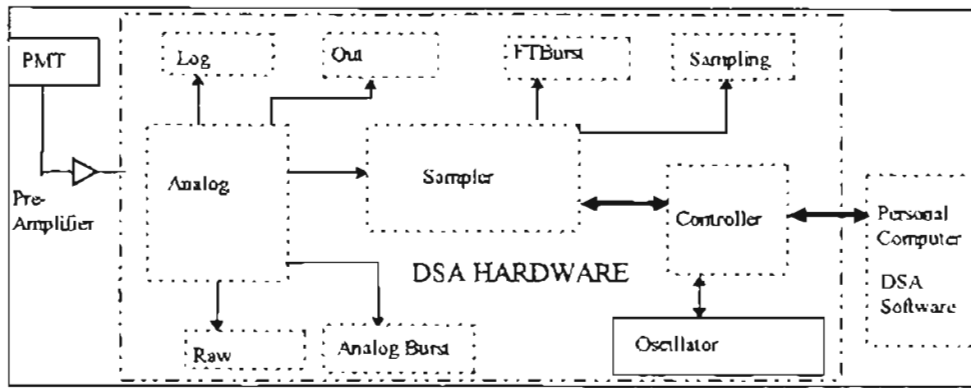 PMT
Log
Out
FTBurst
Sampling
Analog
Sampler
Pre-
Amplifier
Controller
Personal
Computer
DSA HARDWARE
DSA
Software
Raw
Analog Burst
Oscillator